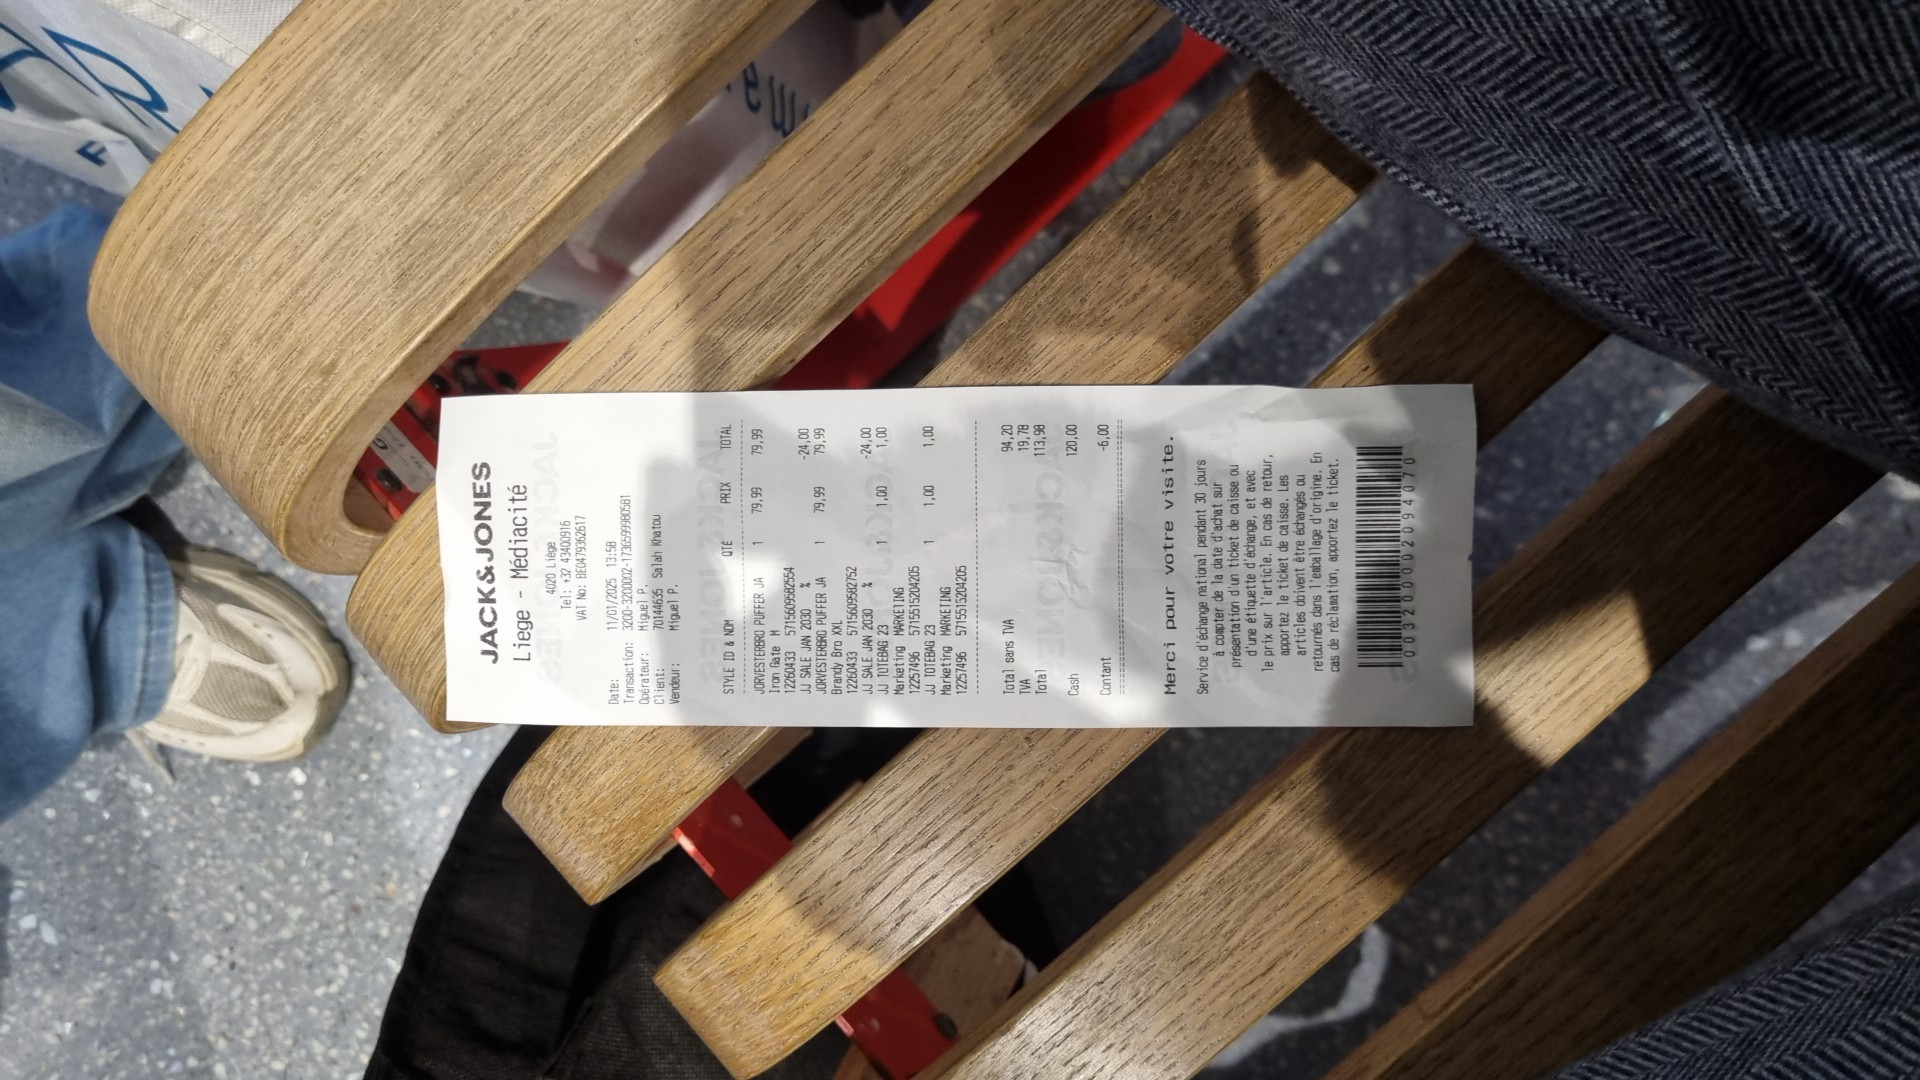 JACK&JONES
Liege - Médiacité
4020 Liège
Tel: +32 43400916
VAT No: BE0479362617
Date: 11/01/2025 13:58
Transaction: 3200-3200002-1736599980581
Opérateur: Miguel P.
Client: 70144635 Salah Khatou
Vendeur: Miguel P.
STYLE ID & NOM QTÉ PRIX TOTAL
JORVESTERBRO PUFFER JA 1 79,99 79,99
Iron Gate M
12260433 5715609582554
JJ SALE JAN 2030 % -24,00
JORVESTERBRO PUFFER JA 1 79,99 79,99
Brandy Bro XXL
12260433 5715609582752
JJ SALE JAN 2030 % -24,00
JJ TOTEBAG 23 1 1,00 1,00
Marketing MARKETING
12257496 5715515204205
JJ TOTEBAG 23 1 1,00 1,00
Marketing MARKETING
12257496 5715515204205
Total sans TVA 94,20
TVA 19,78
Total 113,98
Cash 120,00
Contant -6,00
Merci pour votre visite.
Service d'échange national pendant 30 jours
à compter de la date d'achat sur
présentation d'un ticket de caisse ou
d'une étiquette d'échange, et avec
le prix sur l'article. En cas de retour,
apportez le ticket de caisse. Les
articles doivent être échangés ou
retournés dans l'emballage d'origine. En
cas de réclamation, apportez le ticket.
00320000209407​0